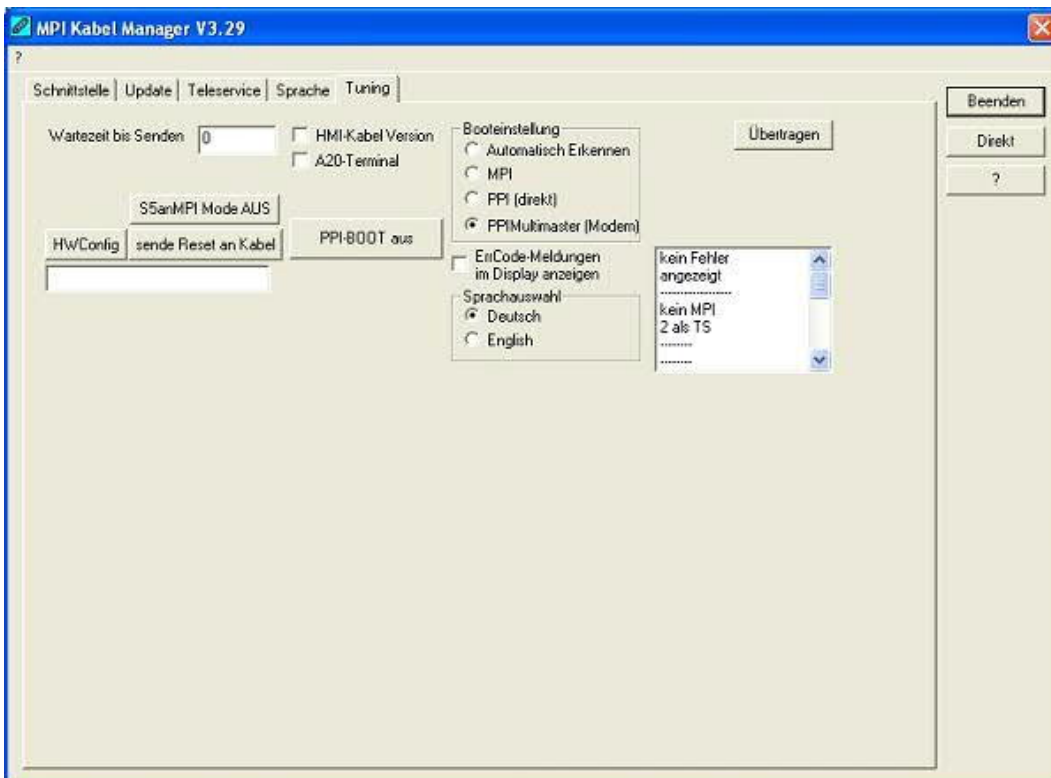 MPI Kabel Manager V3.29
?
Schnittstelle
Update
Teleservice
Sprache
Tuning
Beenden
Direkt
?
Wartezeit bis Senden
0
HMI-Kabel Version
A20-Terminal
Booteinstellung
Automatisch Erkennen
MPI
PPI (direkt)
PPIMultimaster (Modem)
Übertragen
S5anMPI Mode AUS
HWConfig
sende Reset an Kabel
PPI-BOOT aus
ErrCode-Meldungen
im Display anzeigen
Sprachauswahl
Deutsch
English
kein Fehler
angezeigt
------------------
kein MPI
2 als TS
--------
--------